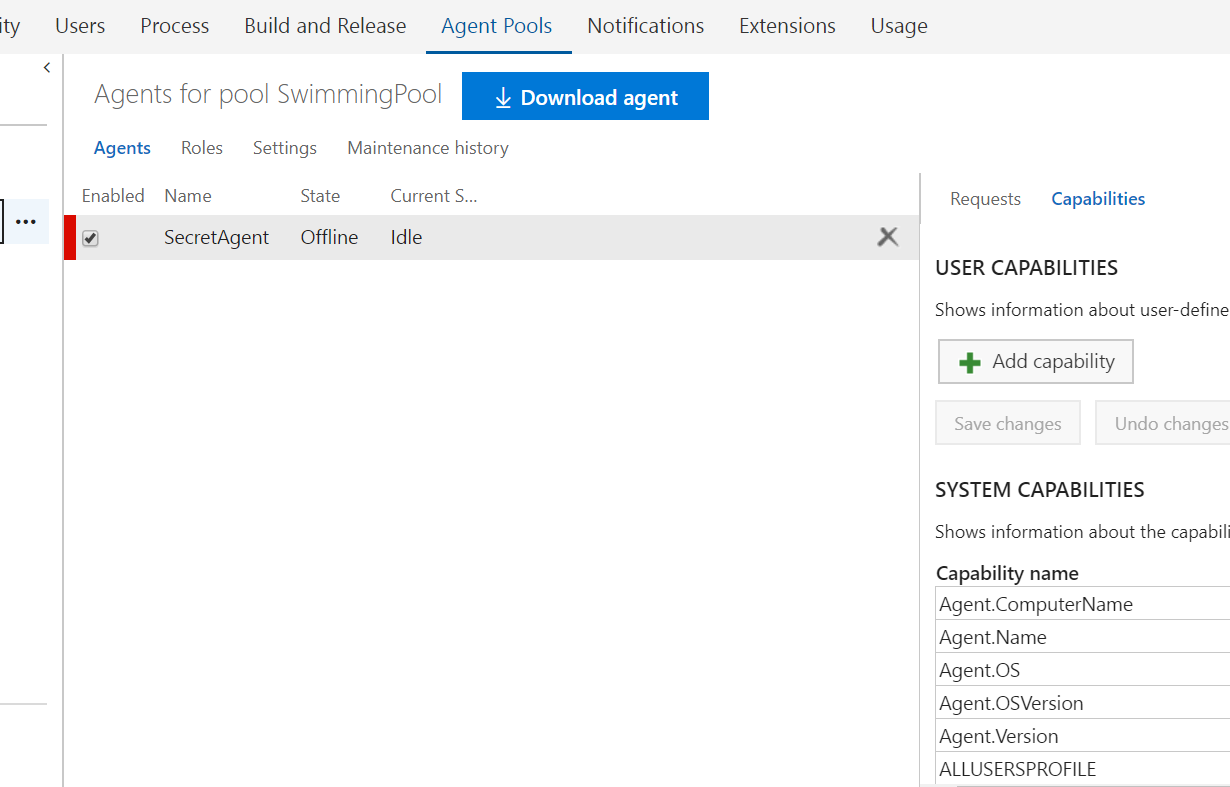 ity Users Process Build and Release Agent Pools Notifications Extensions Usage
Agents for pool SwimmingPool
Download agent
Agents Roles Settings Maintenance history
Enabled Name State Current S...
SecretAgent Offline Idle
Requests Capabilities
USER CAPABILITIES
Shows information about user-define
Add capability
Save changes Undo changes
SYSTEM CAPABILITIES
Shows information about the capabili
Capability name
Agent.ComputerName
Agent.Name
Agent.OS
Agent.OSVersion
Agent.Version
ALLUSERSPROFILE